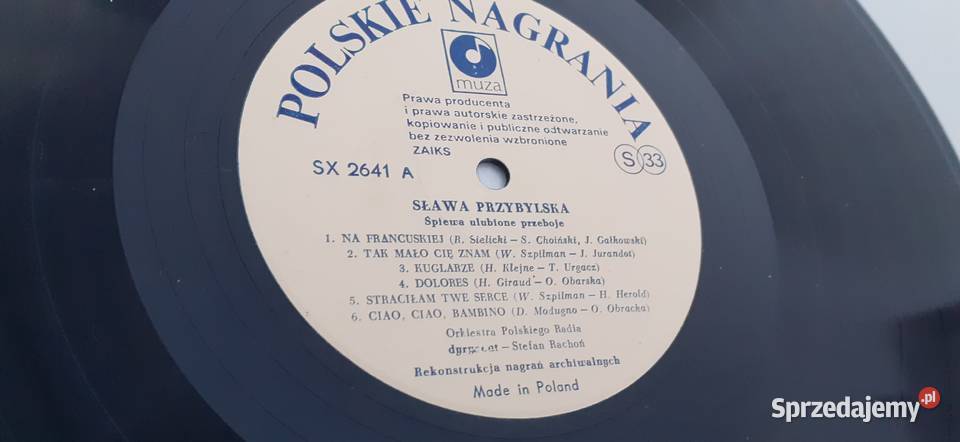 POLSKIE NAGRANIA
muza
Prawa producenta
i prawa autorskie zastrzeżone,
kopiowanie i publiczne odtwarzanie
bez zezwolenia wzbronione
ZAIKS
S 33
SX 2641 A
SŁAWA PRZYBYLSKA
Śpiewa ulubione przeboje
1. NA FRANCUSKIEJ (R. Sielicki – S. Choiński, J. Gałkowski)
2. TAK MAŁO CIĘ ZNAM (W. Szpilman – J. Jurandot)
3. KUGLARZE (H. Klejne – T. Urgacz)
4. DOLORES (H. Giraud – O. Obarska)
5. STRACIŁAM TWE SERCE (W. Szpilman – H. Herold)
6. CIAO, CIAO, BAMBINO (D. Modugno – O. Obracka)
Orkiestra Polskiego Radia
– Stefan Rachoń
Rekonstrukcja nagrań archiwalnych
Made in Poland
Sprzedajemy.pl